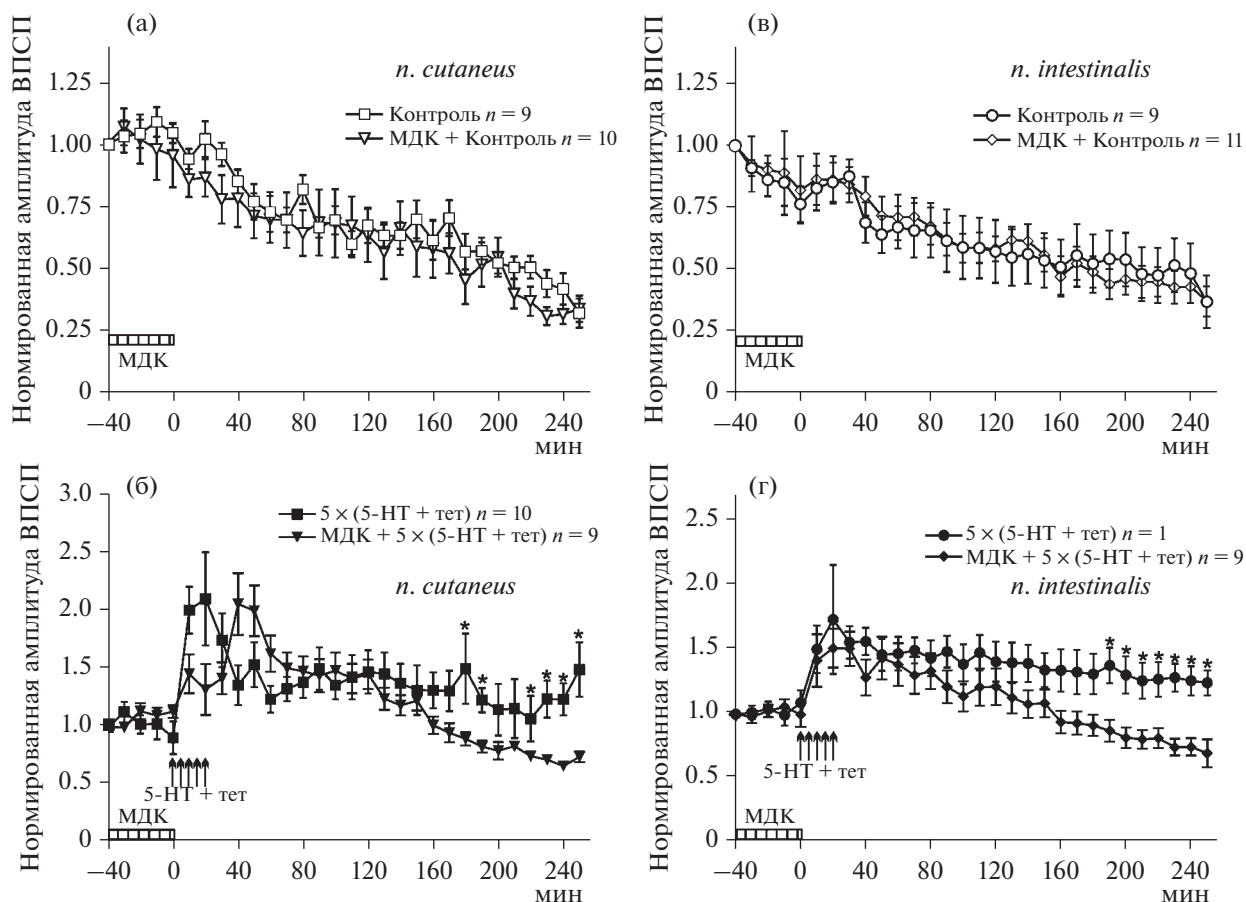 (а)
Нормированная амплитуда ВПСП
n. cutaneus
Контроль n = 9
МДК + Контроль n = 10
1.25
1.00
0.75
0.50
0.25
0
МДК
–40 0 40 80 120 160 200 240
мин
(в)
Нормированная амплитуда ВПСП
n. intestinalis
Контроль n = 9
МДК + Контроль n = 11
1.25
1.00
0.75
0.50
0.25
0
МДК
–40 0 40 80 120 160 200 240
мин
(б)
Нормированная амплитуда ВПСП
5 × (5-НТ + тет) n = 10
МДК + 5 × (5-НТ + тет) n = 9
n. cutaneus
3.0
2.5
2.0
1.5
1.0
0.5
0
* * * * * *
5-НТ + тет
МДК
–40 0 40 80 120 160 200 240
мин
(г)
Нормированная амплитуда ВПСП
5 × (5-НТ + тет) n = 1
МДК + 5 × (5-НТ + тет) n = 9
n. intestinalis
2.5
2.0
1.5
1.0
0.5
0
* * * * * * *
5-НТ + тет
МДК
–40 0 40 80 120 160 200 240
мин